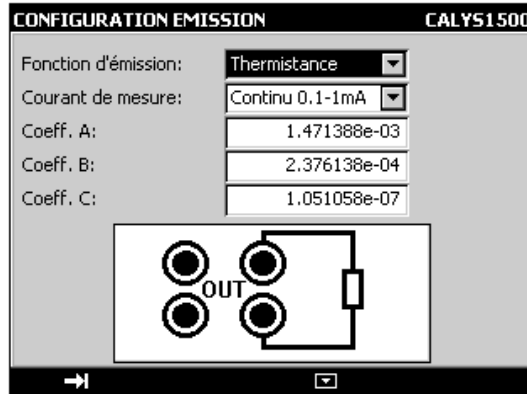 CONFIGURATION EMISSION CALYS1500
Fonction d'émission: Thermistance
Courant de mesure: Continu 0.1-1mA
Coeff. A: 1.471388e-03
Coeff. B: 2.376138e-04
Coeff. C: 1.051058e-07
OUT